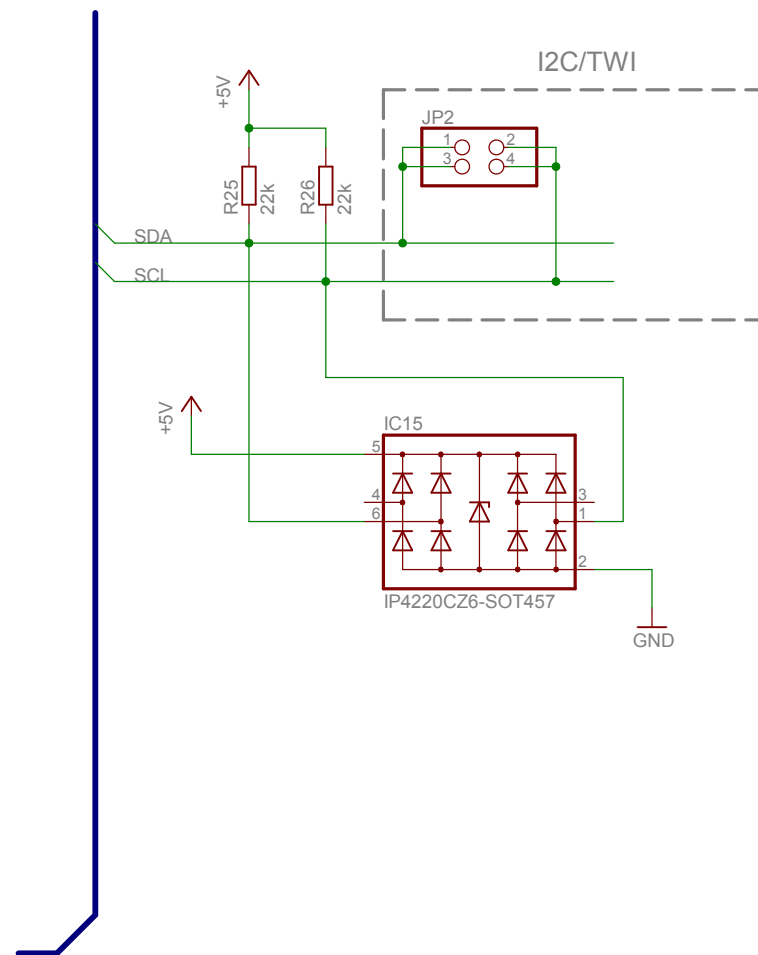 I2C/TWI
+5V
JP2
1
2
3
4
R25
22k
R26
22k
SDA
SCL
+5V
IC15
5
4
3
6
1
2
IP4220CZ6-SOT457
GND